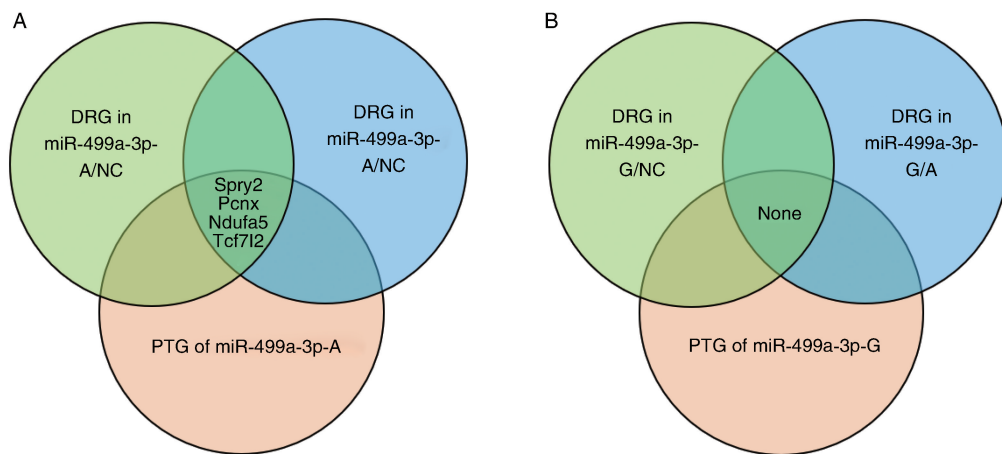 A
DRG in
miR-499a-3p-
A/NC
DRG in
miR-499a-3p-
A/NC
Spry2
Pcnx
Ndufa5
Tcf7l2
PTG of miR-499a-3p-A
B
DRG in
miR-499a-3p-
G/NC
DRG in
miR-499a-3p-
G/A
None
PTG of miR-499a-3p-G